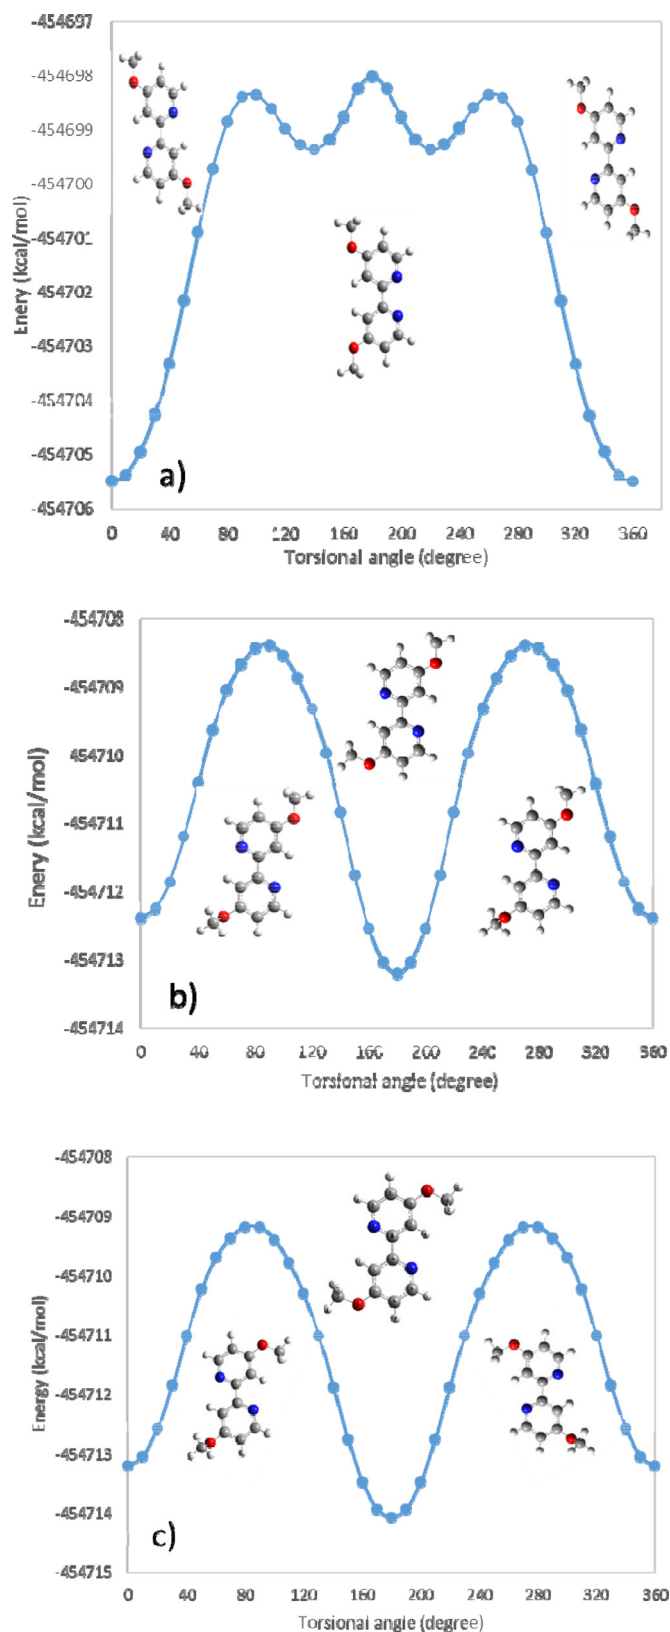 -454697
-454698
-454699
-454700
-454701
-454702
-454703
-454704
-454705
-454706
Enery (kcal/mol)
a)
0 40 80 120 160 200 240 280 320 360
Torsional angle (degree)
-454708
-454709
-454710
-454711
-454712
-454713
-454714
Enery (kcal/mol)
b)
0 40 80 120 160 200 240 280 320 360
Torsional angle (degree)
-454708
-454709
-454710
-454711
-454712
-454713
-454714
-454715
Energy (kcal/mol)
c)
0 40 80 120 160 200 240 280 320 360
Torsional angle (degree)